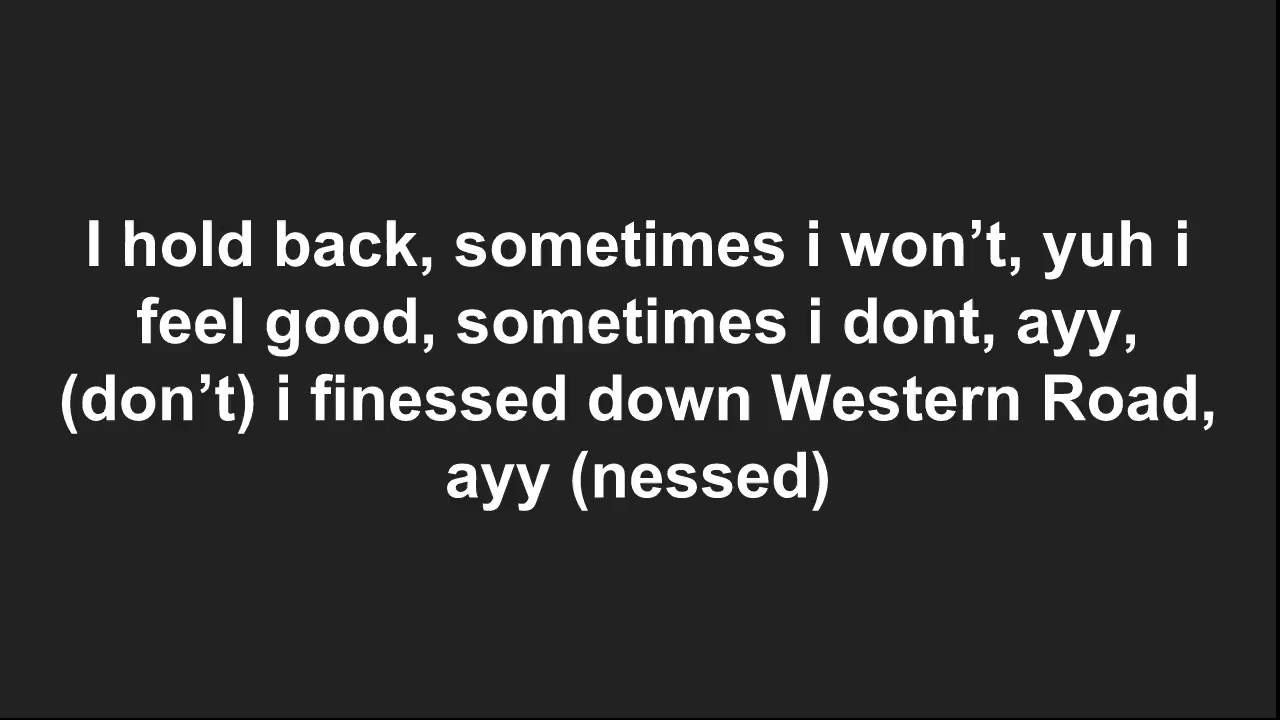 I hold back, sometimes i won’t, yuh i
feel good, sometimes i dont, ayy,
(don’t) i finessed down Western Road,
ayy (nessed)